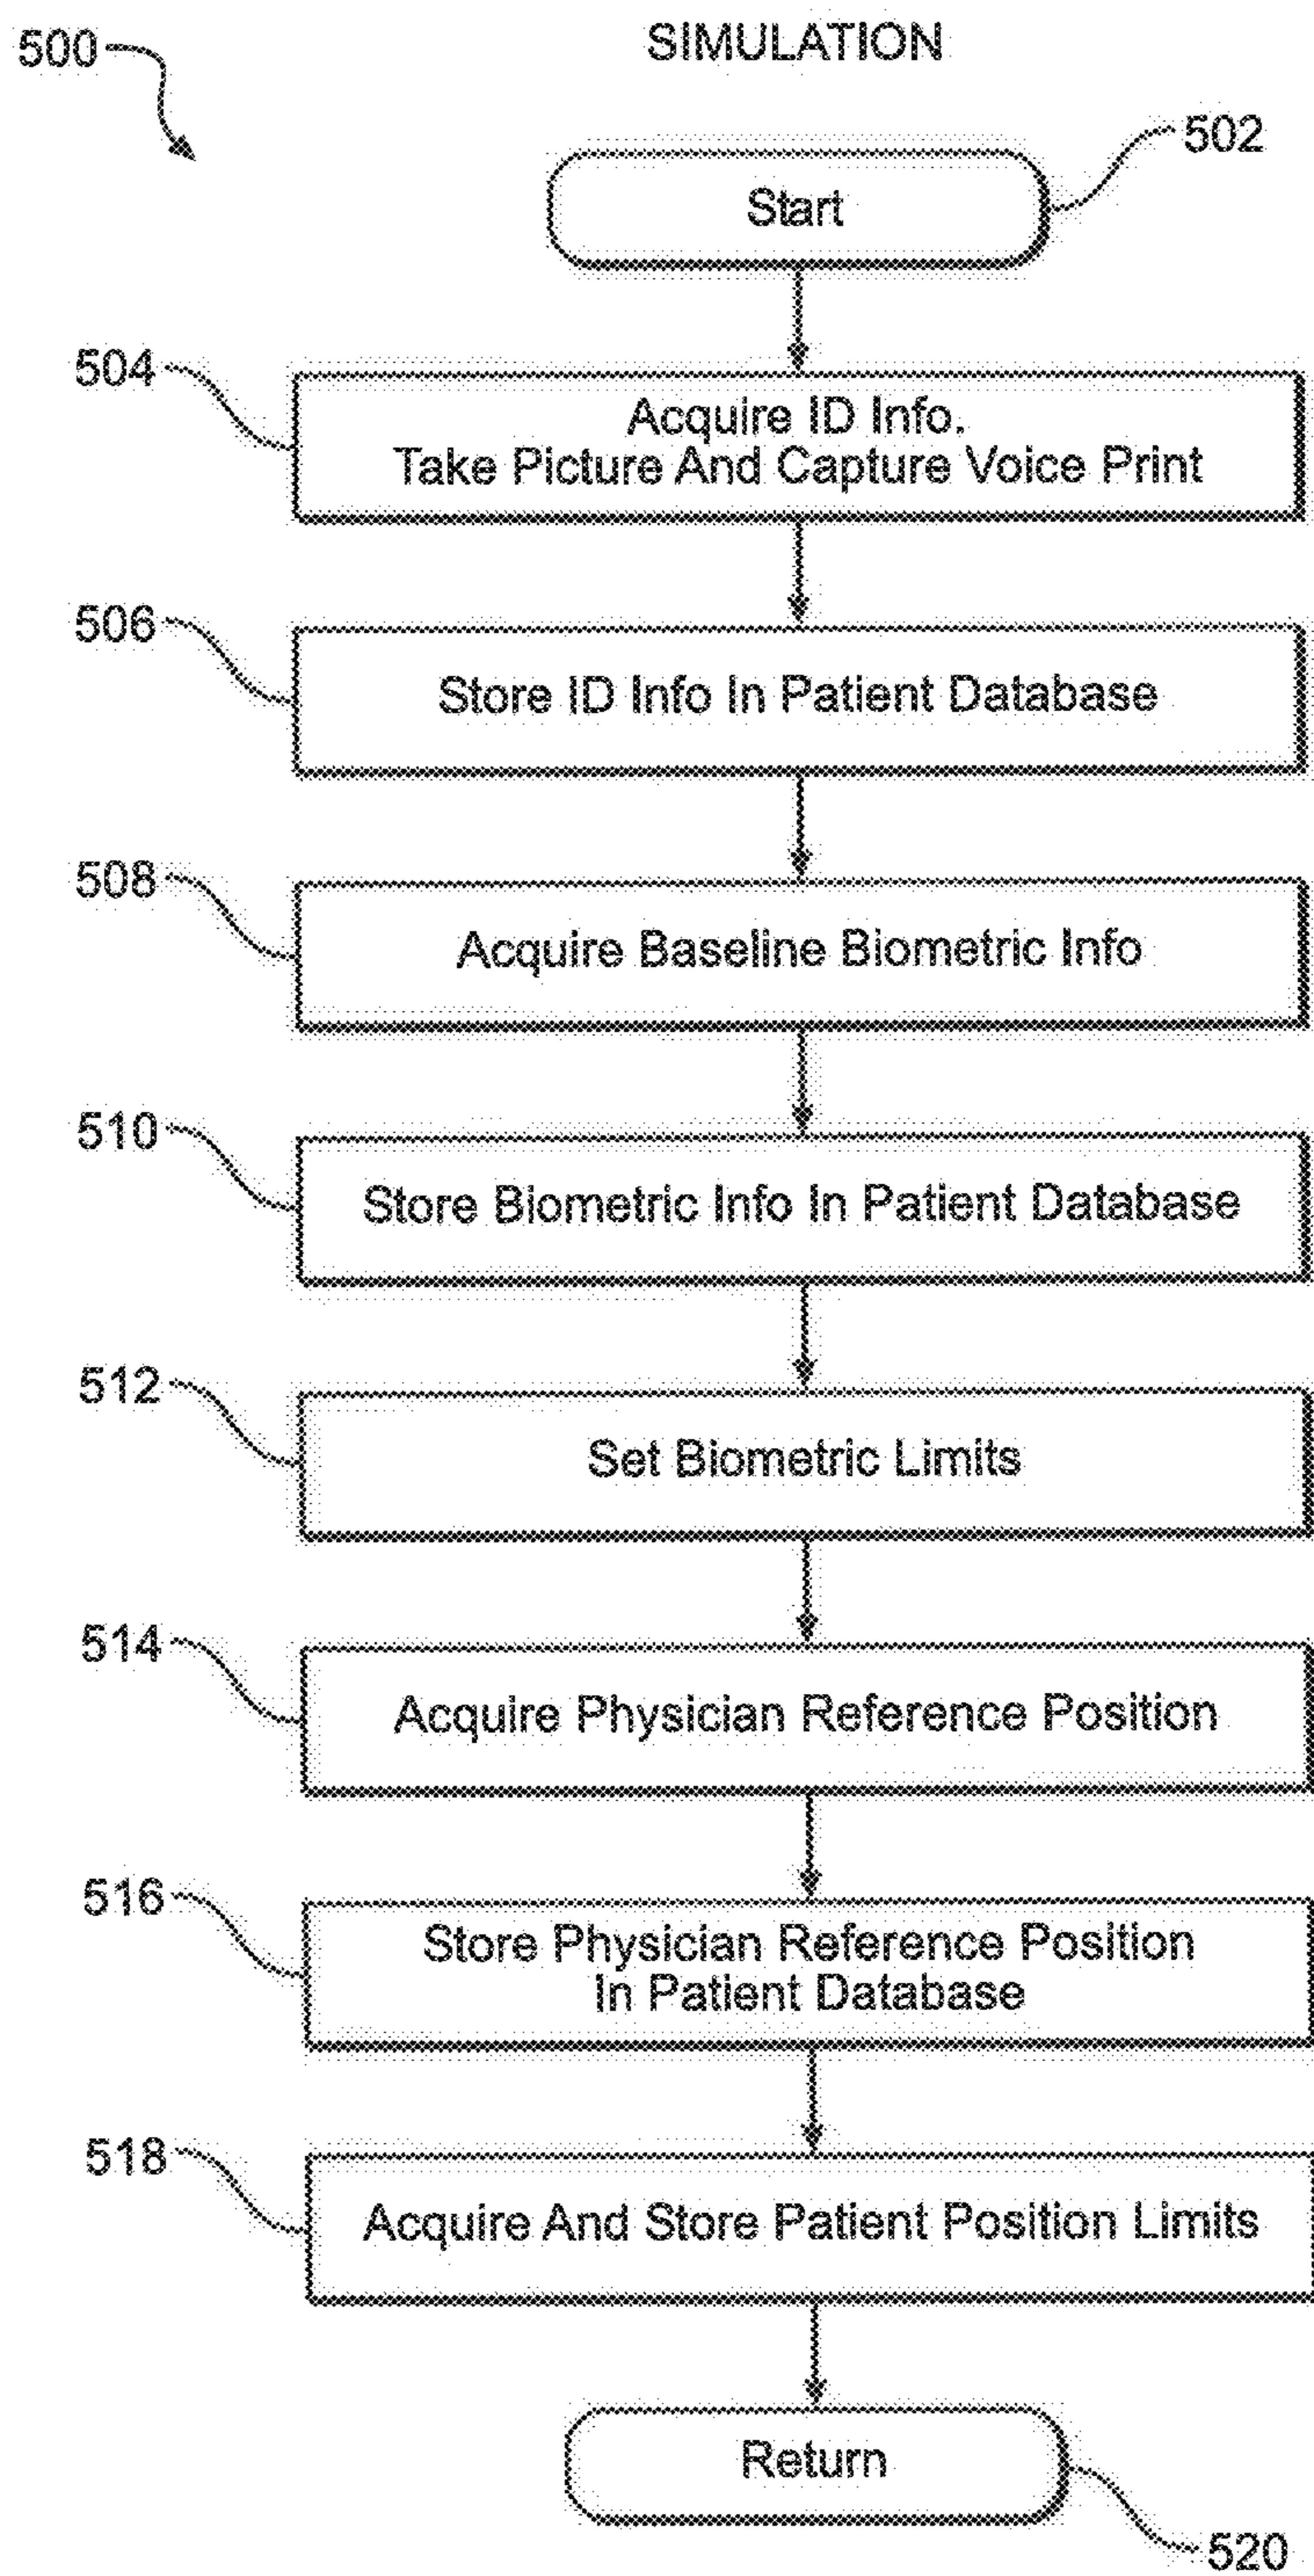 500
SIMULATION
502
Start
504
Acquire ID Info.
Take Picture And Capture Voice Print
506
Store ID Info In Patient Database
508
Acquire Baseline Biometric Info
510
Store Biometric Info In Patient Database
512
Set Biometric Limits
514
Acquire Physician Reference Position
516
Store Physician Reference Position
In Patient Database
518
Acquire And Store Patient Position Limits
Return
520